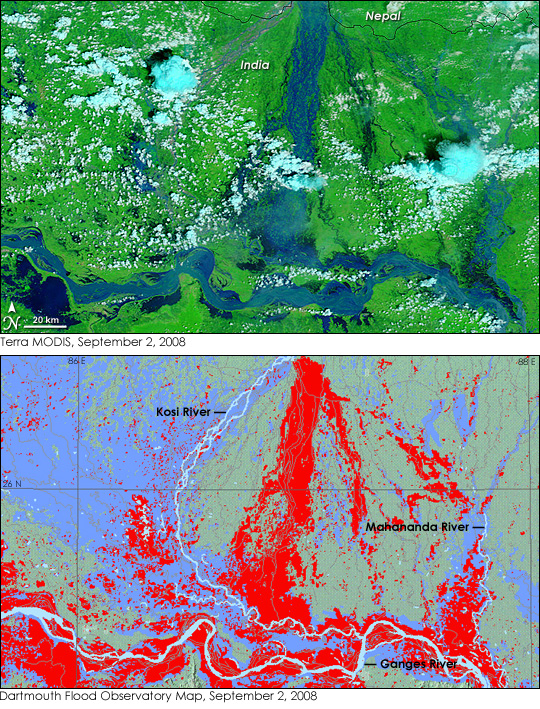 Nepal
India
N
20 km
Terra MODIS, September 2, 2008
86 E
88 E
Kosi River
26 N
Mahananda River
Ganges River
Dartmouth Flood Observatory Map, September 2, 2008